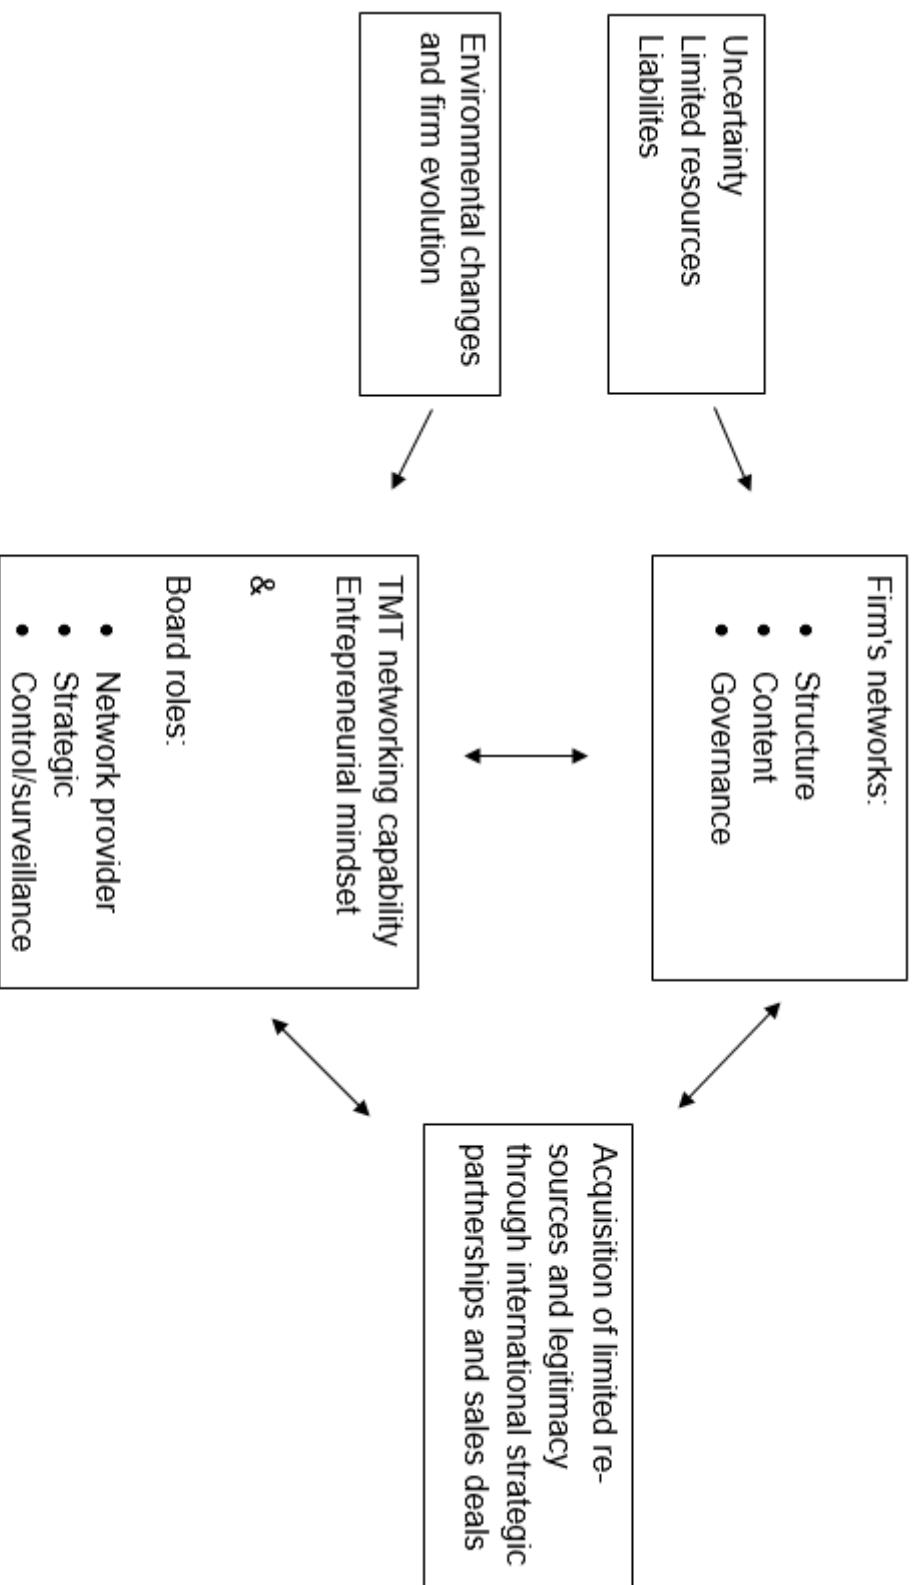 Uncertainty
Limited resources
Liabilites
Environmental changes
and firm evolution
Firm's networks:
• Structure
• Content
• Governance
TMT networking capability
Entrepreneurial mindset
&
Board roles:
• Network provider
• Strategic
• Control/surveillance
Acquisition of limited re-
sources and legitimacy
through international strategic
partnerships and sales deals